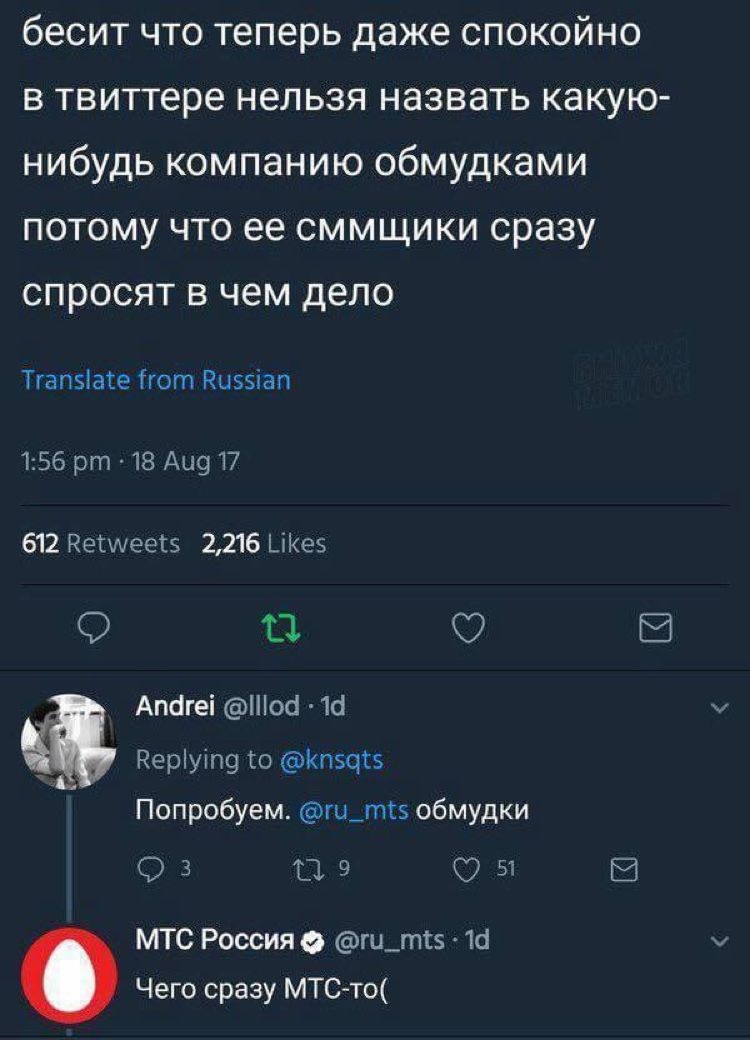 бесит что теперь даже спокойно
в твиттере нельзя назвать какую-
нибудь компанию обмудками
потому что ее сммщики сразу
спросят в чем дело
Translate from Russian
1:56 pm · 18 Aug 17
612 Retweets 2,216 Likes
Andrei @lllod · 1d
Replying to @knsqts
Попробуем. @ru_mts обмудки
3 9 51
МТС Россия @ru_mts · 1d
Чего сразу МТС-то(